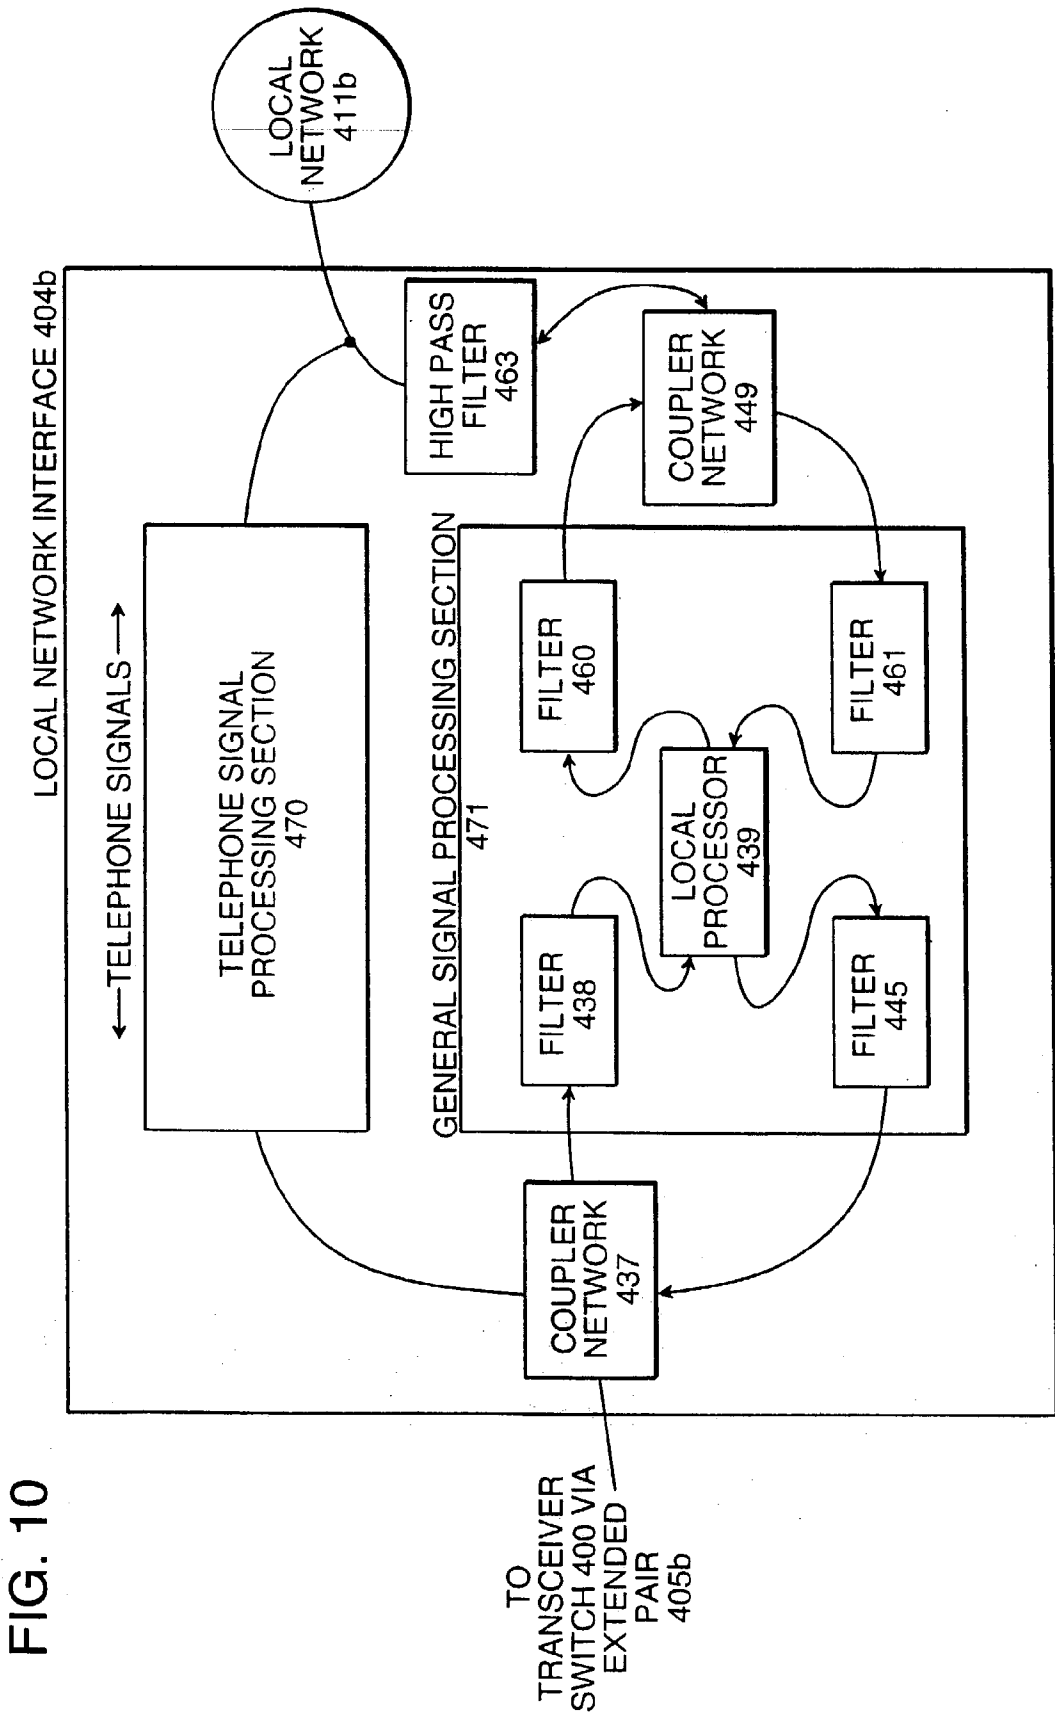 FIG. 10
LOCAL NETWORK INTERFACE 404b
TELEPHONE SIGNALS
TELEPHONE SIGNAL
PROCESSING SECTION
470
LOCAL
NETWORK
411b
HIGH PASS
FILTER
463
GENERAL SIGNAL PROCESSING SECTION
471
FILTER
438
FILTER
460
LOCAL
PROCESSOR
439
FILTER
445
FILTER
461
COUPLER
NETWORK
437
COUPLER
NETWORK
449
TO
TRANSCEIVER
SWITCH 400 VIA
EXTENDED
PAIR
405b